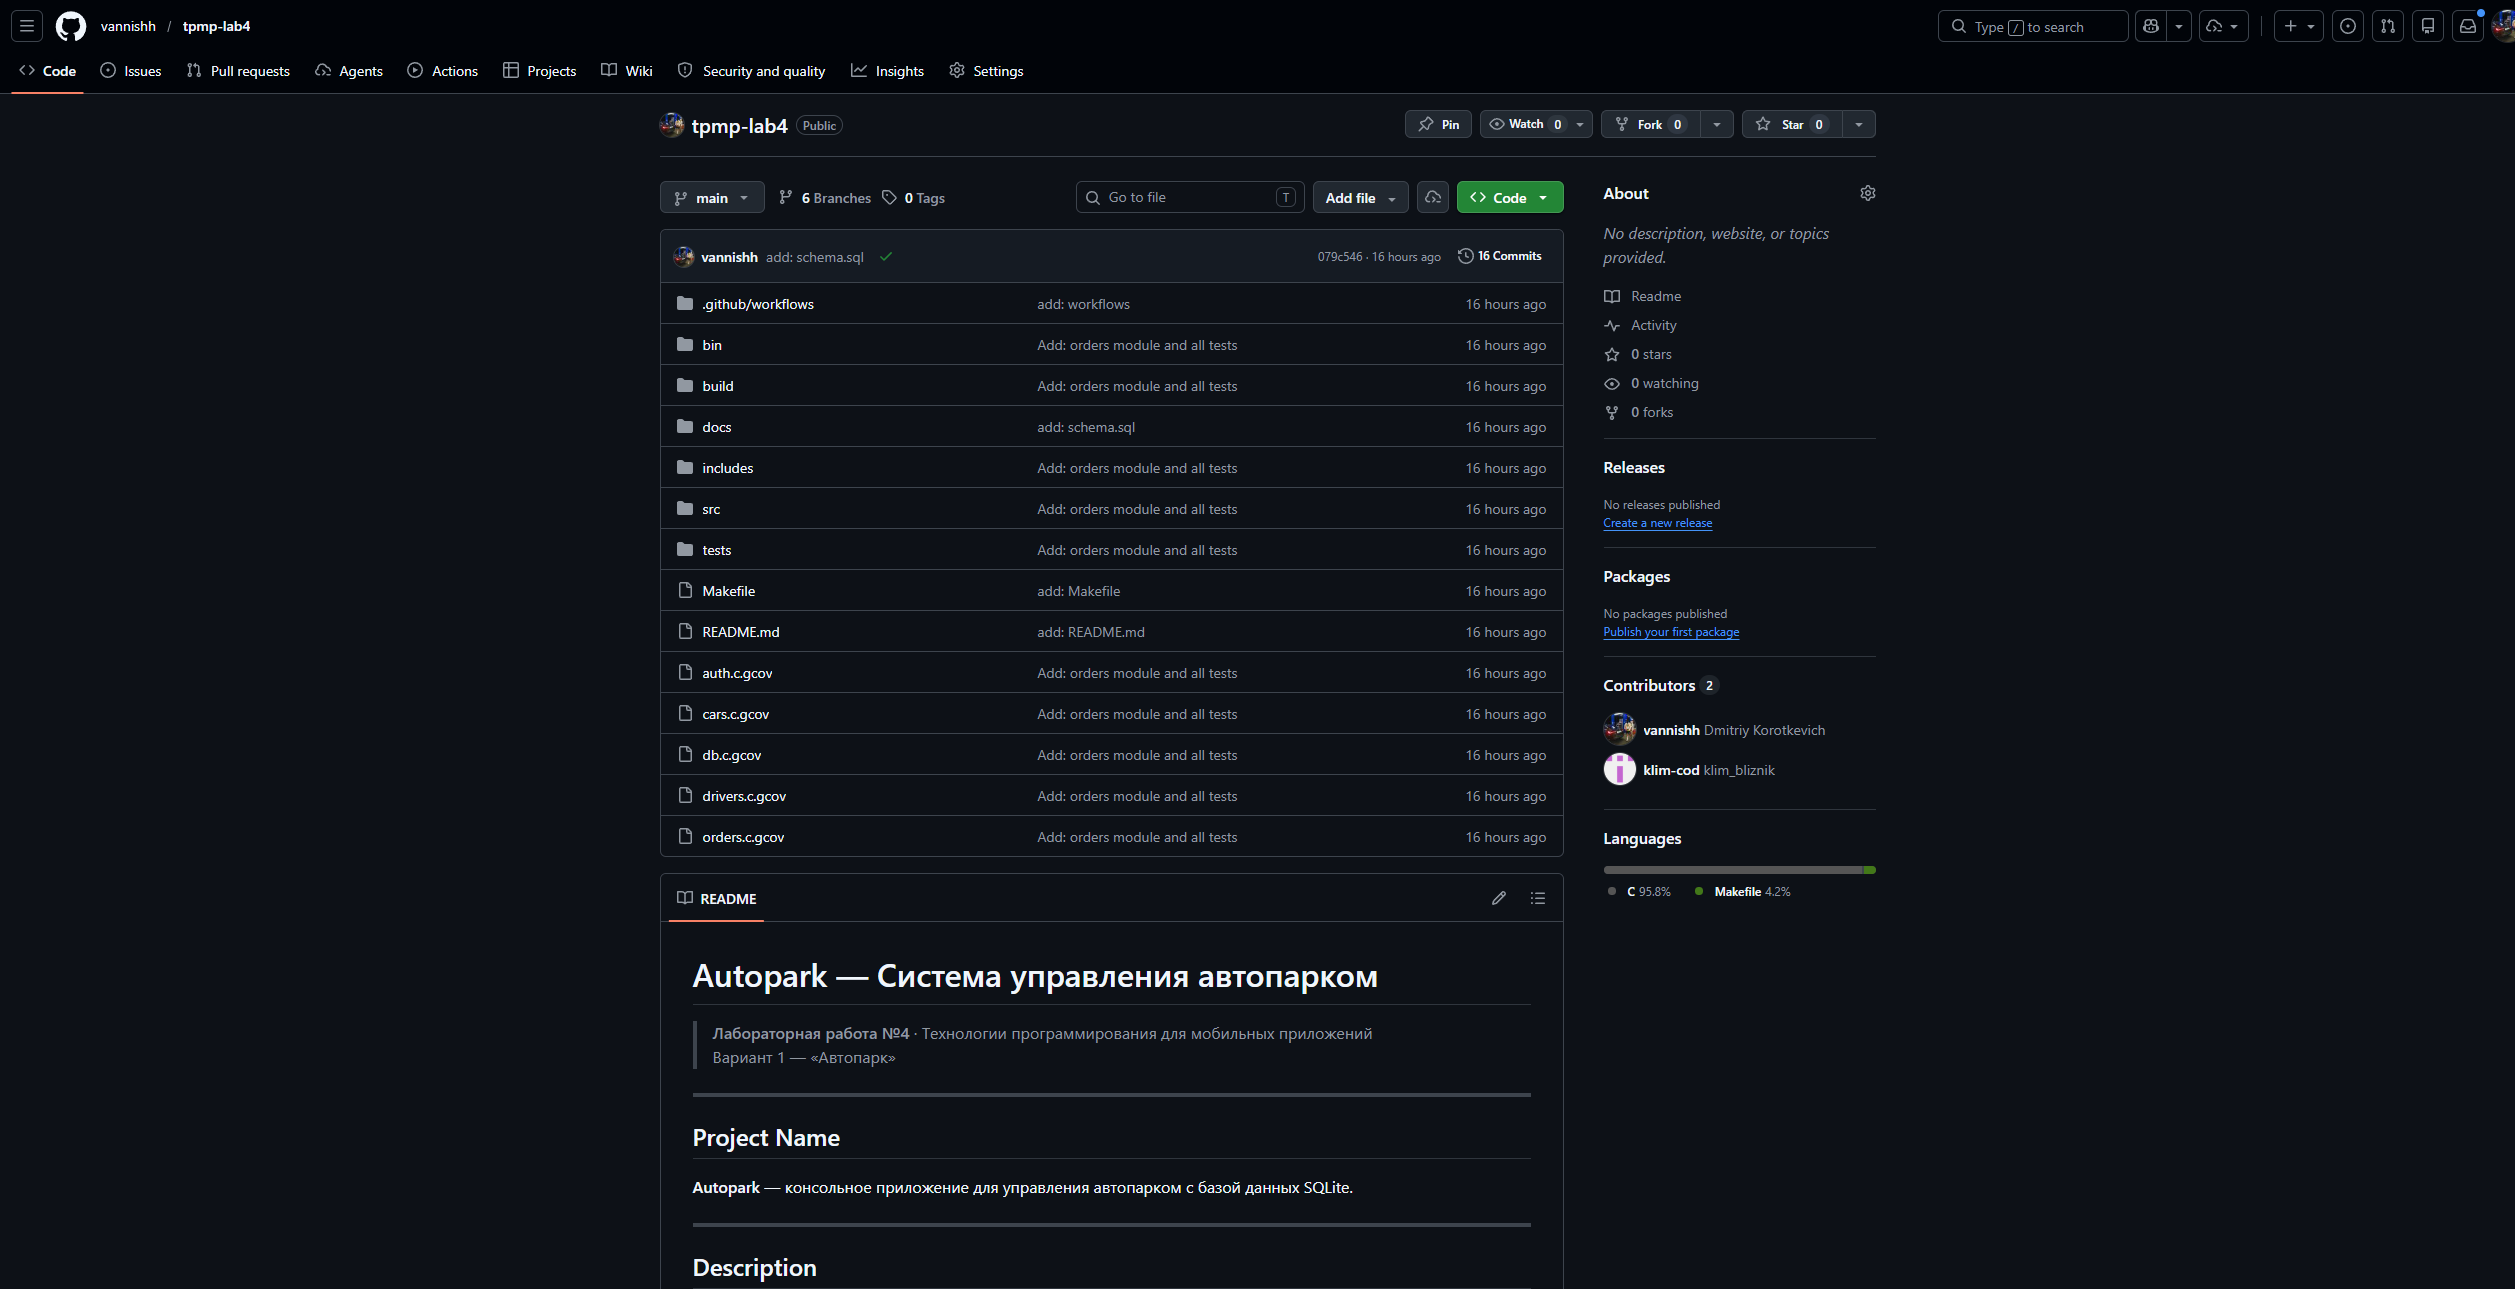 vannishh / tpmp-lab4
Type / to search
Code Issues Pull requests Agents Actions Projects Wiki Security and quality Insights Settings
tpmp-lab4 Public
Pin Watch 0 Fork 0 Star 0
main 6 Branches 0 Tags Go to file T Add file Code
vannishh add: schema.sql 079c546 · 16 hours ago 16 Commits
.github/workflows add: workflows 16 hours ago
bin Add: orders module and all tests 16 hours ago
build Add: orders module and all tests 16 hours ago
docs add: schema.sql 16 hours ago
includes Add: orders module and all tests 16 hours ago
src Add: orders module and all tests 16 hours ago
tests Add: orders module and all tests 16 hours ago
Makefile add: Makefile 16 hours ago
README.md add: README.md 16 hours ago
auth.c.gcov Add: orders module and all tests 16 hours ago
cars.c.gcov Add: orders module and all tests 16 hours ago
db.c.gcov Add: orders module and all tests 16 hours ago
drivers.c.gcov Add: orders module and all tests 16 hours ago
orders.c.gcov Add: orders module and all tests 16 hours ago
README
Autopark — Система управления автопарком
Лабораторная работа №4 · Технологии программирования для мобильных приложений
Вариант 1 — «Автопарк»
Project Name
Autopark — консольное приложение для управления автопарком с базой данных SQLite.
Description
About
No description, website, or topics
provided.
Readme
Activity
0 stars
0 watching
0 forks
Releases
No releases published
Create a new release
Packages
No packages published
Publish your first package
Contributors 2
vannishh Dmitriy Korotkevich
klim-cod klim_bliznik
Languages
C 95.8% Makefile 4.2%